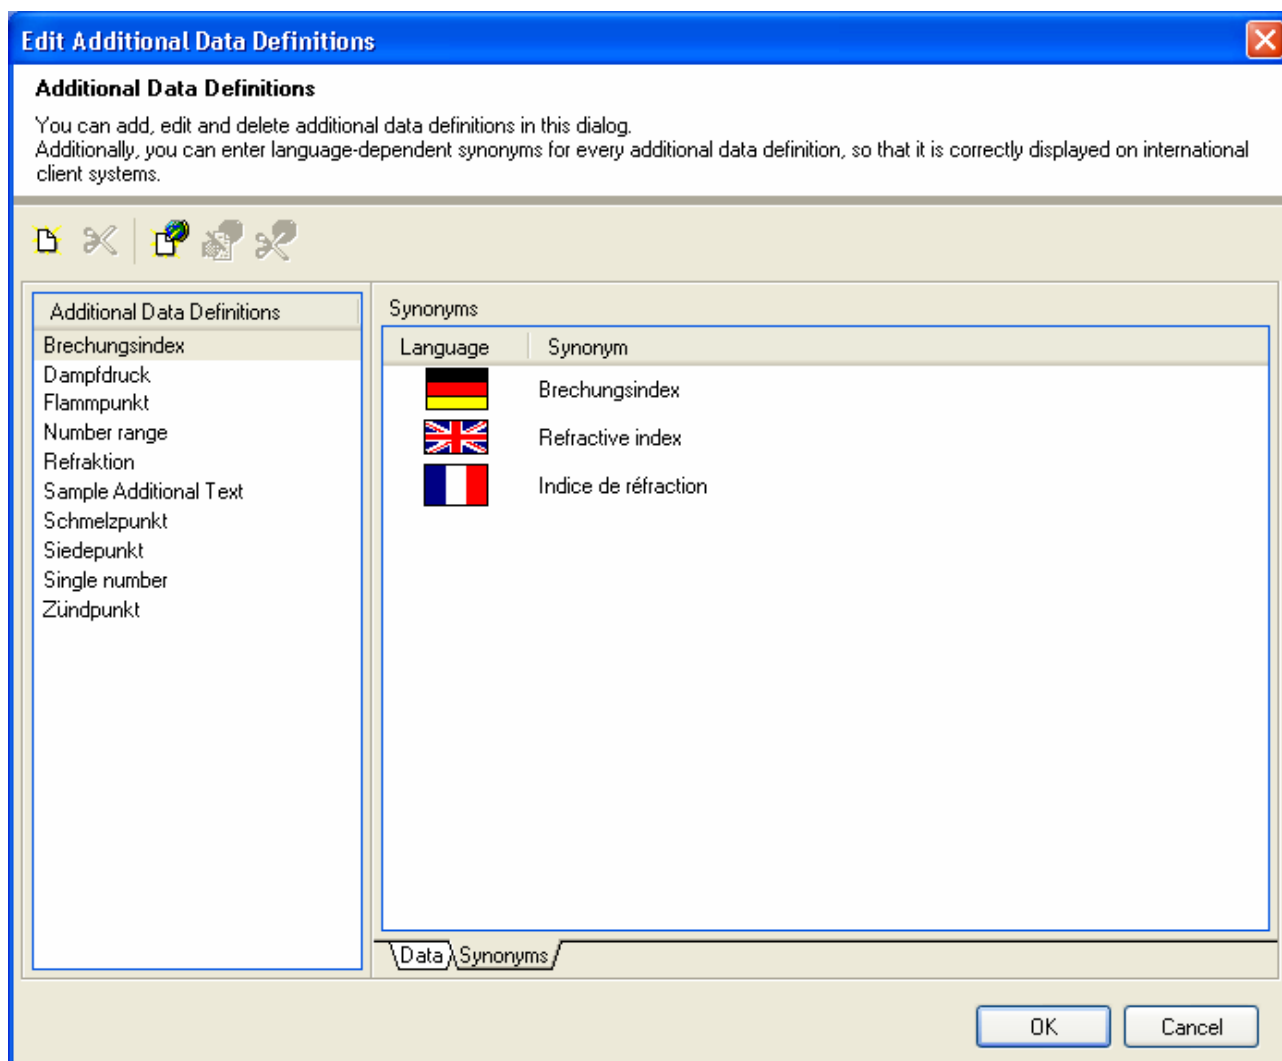 Edit Additional Data Definitions
Additional Data Definitions
You can add, edit and delete additional data definitions in this dialog.
Additionally, you can enter language-dependent synonyms for every additional data definition, so that it is correctly displayed on international
client systems.
Additional Data Definitions
Brechungsindex
Dampfdruck
Flammpunkt
Number range
Refraktion
Sample Additional Text
Schmelzpunkt
Siedepunkt
Single number
Zündpunkt
Synonyms
Language Synonym
Brechungsindex
Refractive index
Indice de réfraction
Data Synonyms
OK Cancel